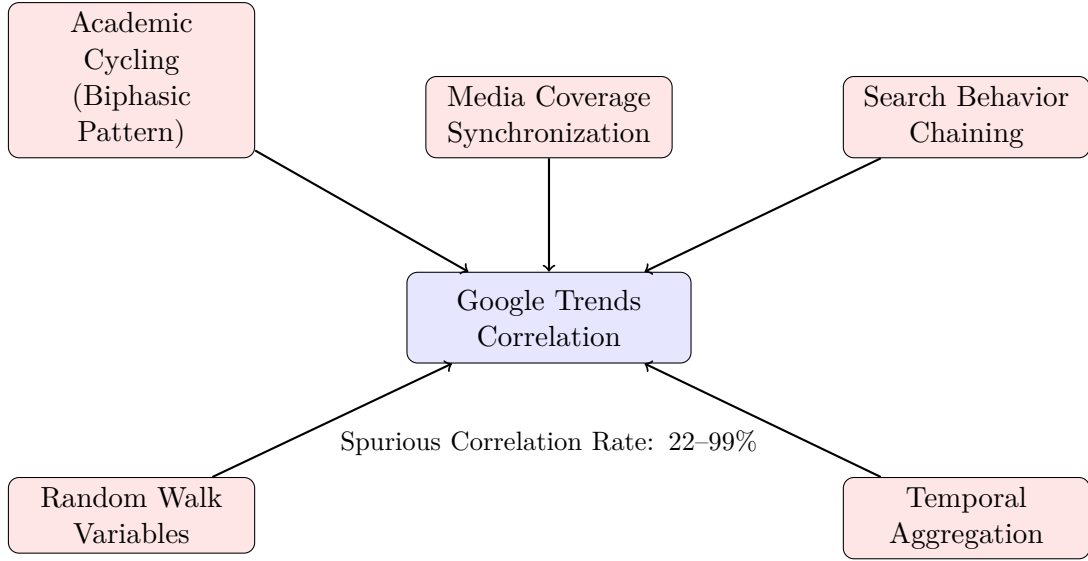 Academic
Cycling
(Biphasic
Pattern)
Media Coverage
Synchronization
Search Behavior
Chaining
Google Trends
Correlation
Spurious Correlation Rate: 22–99%
Random Walk
Variables
Temporal
Aggregation